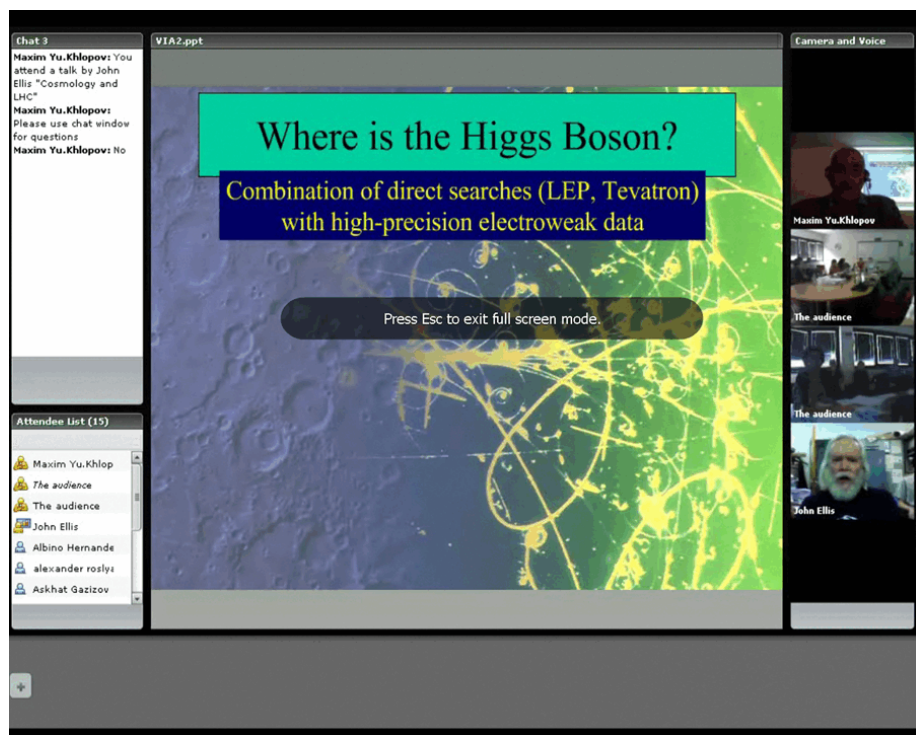 Chat 3
Maxim Yu.Khlopov: You
attend a talk by John
Ellis "Cosmology and
LHC"
Maxim Yu.Khlopov:
Please use chat window
for questions
Maxim Yu.Khlopov: No
VIA2.ppt
Where is the Higgs Boson?
Combination of direct searches (LEP, Tevatron)
with high-precision electroweak data
Press Esc to exit full screen mode.
Camera and Voice
Maxim Yu.Khlopov
The audience
The audience
John Ellis
Attendee List (15)
Maxim Yu.Khlop
The audience
The audience
John Ellis
Albino Hernande
alexander roslya
Askhat Gazizov